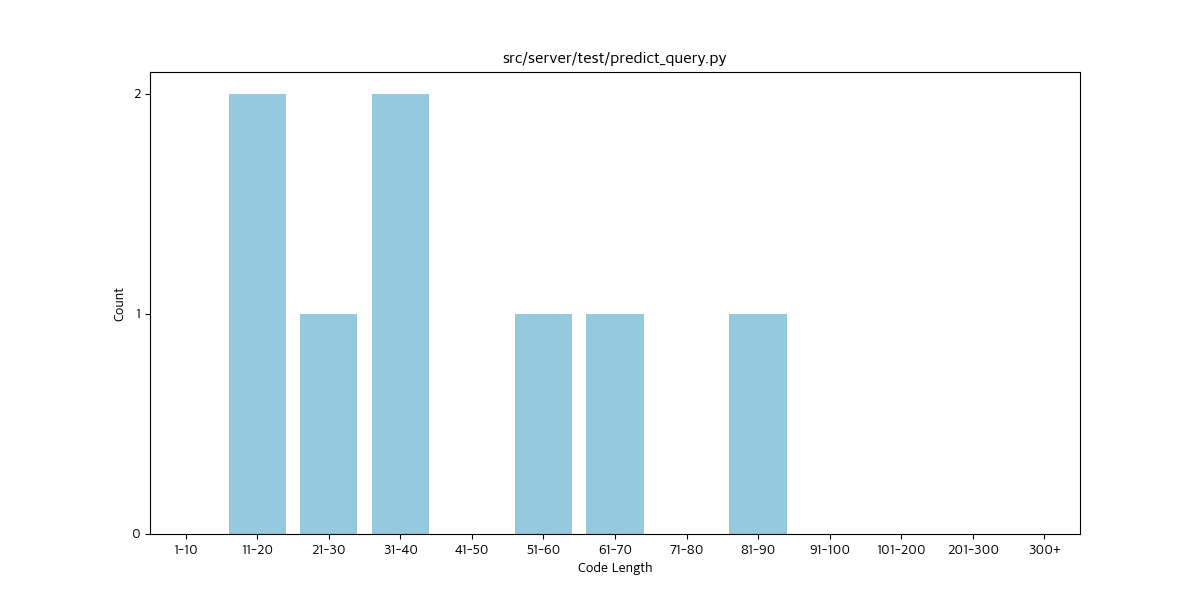 src/server/test/predict_query.py
2
1
0
Count
1-10 11-20 21-30 31-40 41-50 51-60 61-70 71-80 81-90 91-100 101-200 201-300 300+
Code Length